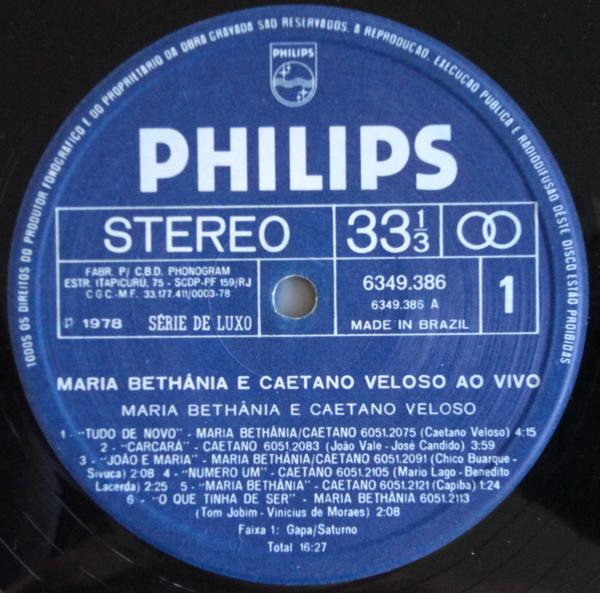 TODOS OS DIREITOS DO PRODUTOR FONOGRAFICO E DO PROPRIETARIO DA OBRA GRAVADA SÃO RESERVADOS. A REPRODUÇÃO, EXECUÇÃO PUBLICA E RADIODIFUSÃO DESTE DISCO ESTÃO PROIBIDAS
PHILIPS
PHILIPS
STEREO 33 1/3
FABR. P/ C.B.D. PHONOGRAM
ESTR. ITAPICURU, 75 - SCDP-PF 159/RJ
C G C - M F. 33.177.411/0003-78
6349.386
6349.386 A
1
℗ 1978 SÉRIE DE LUXO
MADE IN BRAZIL
MARIA BETHÂNIA E CAETANO VELOSO AO VIVO
MARIA BETHÂNIA E CAETANO VELOSO
1 - "TUDO DE NOVO" - MARIA BETHÂNIA/CAETANO 6051.2075 (Caetano Veloso) 4:15
2 - "CARCARÁ" - CAETANO 6051.2083 (João Vale - José Candido) 3:59
3 - "JOÃO E MARIA" - MARIA BETHÂNIA/CAETANO 6051.2091 (Chico Buarque -
Sivuca) 2:08 4 - "NUMERO UM" - CAETANO 6051.2105 (Mario Lago - Benedito
Lacerda) 2:25 5 - "MARIA BETHÂNIA" - CAETANO 6051.2121 (Capiba) 1:24
6 - "O QUE TINHA DE SER" - MARIA BETHÂNIA 6051.2113
(Tom Jobim - Vinicius de Moraes) 2:08
Faixa 1: Gapa/Saturno
Total 16:27